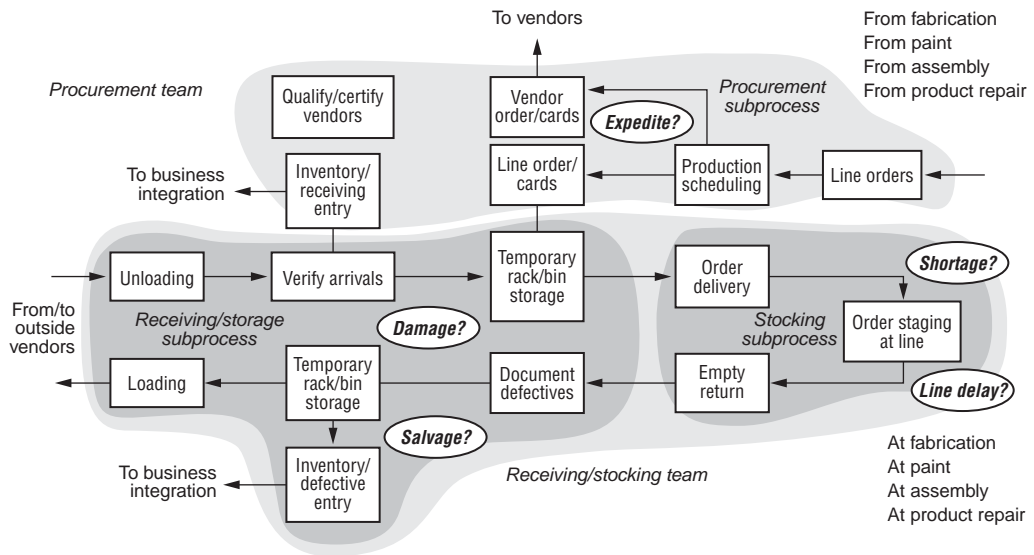 To vendors
From fabrication
From paint
From assembly
From product repair
Procurement team
Qualify/certify
vendors
Vendor
order/cards
Expedite?
Procurement
subprocess
To business
integration
Inventory/
receiving
entry
Line order/
cards
Production
scheduling
Line orders
Unloading
Verify arrivals
Temporary
rack/bin
storage
Order
delivery
Shortage?
From/to
outside
vendors
Receiving/storage
subprocess
Damage?
Stocking
subprocess
Order staging
at line
Loading
Temporary
rack/bin
storage
Document
defectives
Empty
return
Line delay?
Salvage?
To business
integration
Inventory/
defective
entry
Receiving/stocking team
At fabrication
At paint
At assembly
At product repair